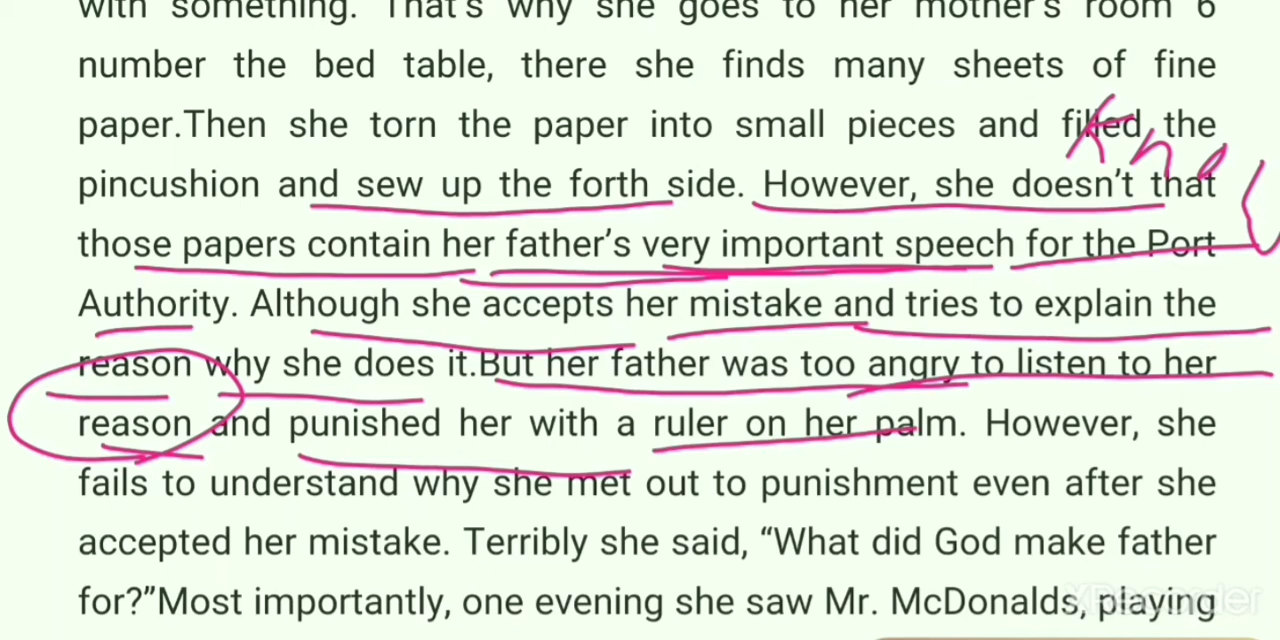 with something. That's why she goes to her mother's room 6
number the bed table, there she finds many sheets of fine
paper.Then she torn the paper into small pieces and filled the
pincushion and sew up the forth side. However, she doesn't that
those papers contain her father's very important speech for the Port
Authority. Although she accepts her mistake and tries to explain the
reason why she does it.But her father was too angry to listen to her
reason and punished her with a ruler on her palm. However, she
fails to understand why she met out to punishment even after she
accepted her mistake. Terribly she said, “What did God make father
for?”Most importantly, one evening she saw Mr. McDonalds, playing
XRecorder